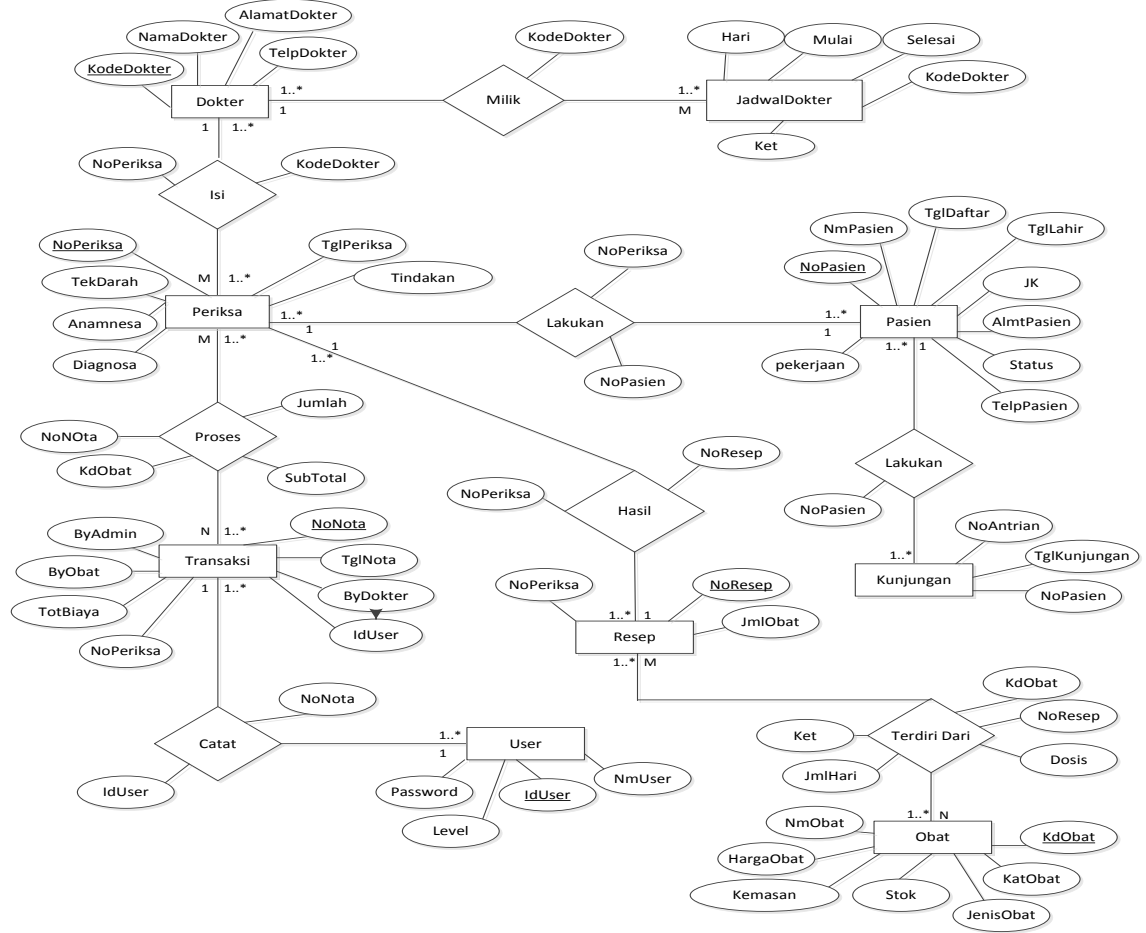 AlamatDokter
NamaDokter
TelpDokter
KodeDokter
Dokter
1..*
1
1
1..*
KodeDokter
Milik
Hari
Mulai
Selesai
KodeDokter
1..*
M
JadwalDokter
Ket
NoPeriksa
KodeDokter
Isi
NoPeriksa
TglPeriksa
TekDarah
M
1..*
Tindakan
Anamnesa
Periksa
Diagnosa
M
1..*
1..*
1
1
1..*
NoPeriksa
Lakukan
NoPasien
NmPasien
TglDaftar
TglLahir
NoPasien
JK
1..*
1
Pasien
AlmtPasien
pekerjaan
1..*
1
Status
TelpPasien
Jumlah
NoNOta
Proses
KdObat
SubTotal
NoResep
NoPeriksa
Hasil
Lakukan
NoPasien
NoAntrian
1..*
TglKunjungan
Kunjungan
NoPasien
ByAdmin
N
1..*
NoNota
ByObat
Transaksi
TglNota
TotBiaya
1
1..*
ByDokter
NoPeriksa
IdUser
NoPeriksa
NoResep
1..*
1
Resep
JmlObat
1..*
M
NoNota
Catat
IdUser
1..*
1
User
Password
IdUser
NmUser
Level
KdObat
NoResep
Ket
Terdiri Dari
JmlHari
Dosis
1..*
N
NmObat
Obat
KdObat
HargaObat
KatObat
Kemasan
Stok
JenisObat